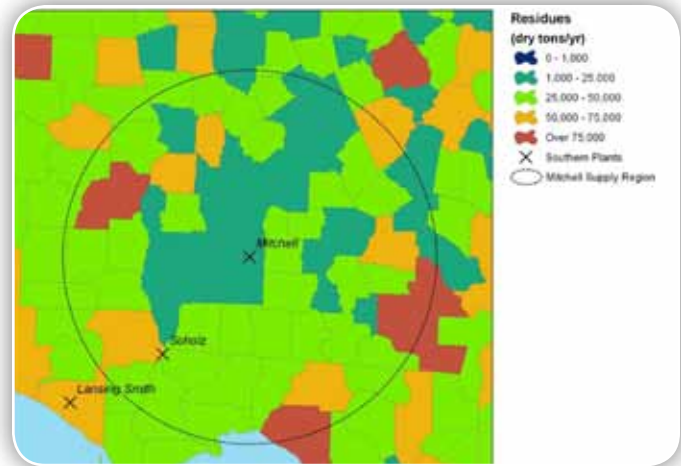 Residues
(dry tons/yr)
0 - 1,000
1,000 - 25,000
25,000 - 50,000
50,000 - 75,000
Over 75,000
Southern Plants
Mitchell Supply Region
Mitchell
Scholz
Lansing Smith